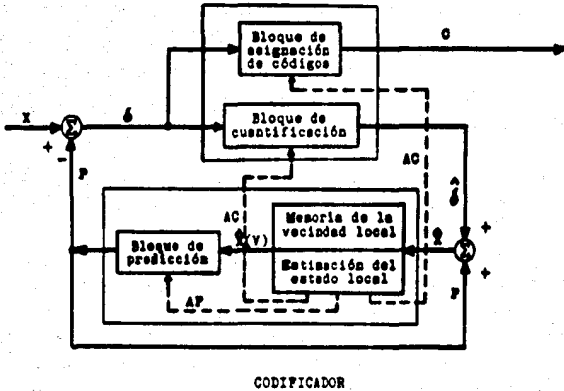 Bloque de
asignación
de códigos
C
X
+
Σ
-
δ
Bloque de
cuantificación
AC
P
δ̂
AC
X̂(V)
Memoria de la
vecindad local
X̂
+
Σ
+
Bloque de
predicción
Estimación del
estado local
AP
P
CODIFICADOR